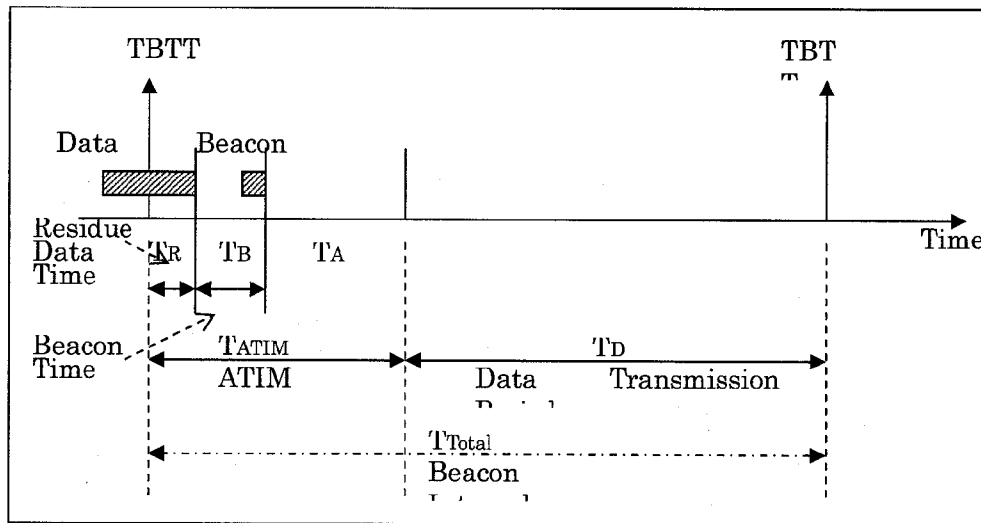 TBTT
TBT
Data
Beacon
Time
Residue
Data
Time
TR
TB
TA
Beacon
Time
TATIM
ATIM
TD
Data Transmission
TTotal
Beacon